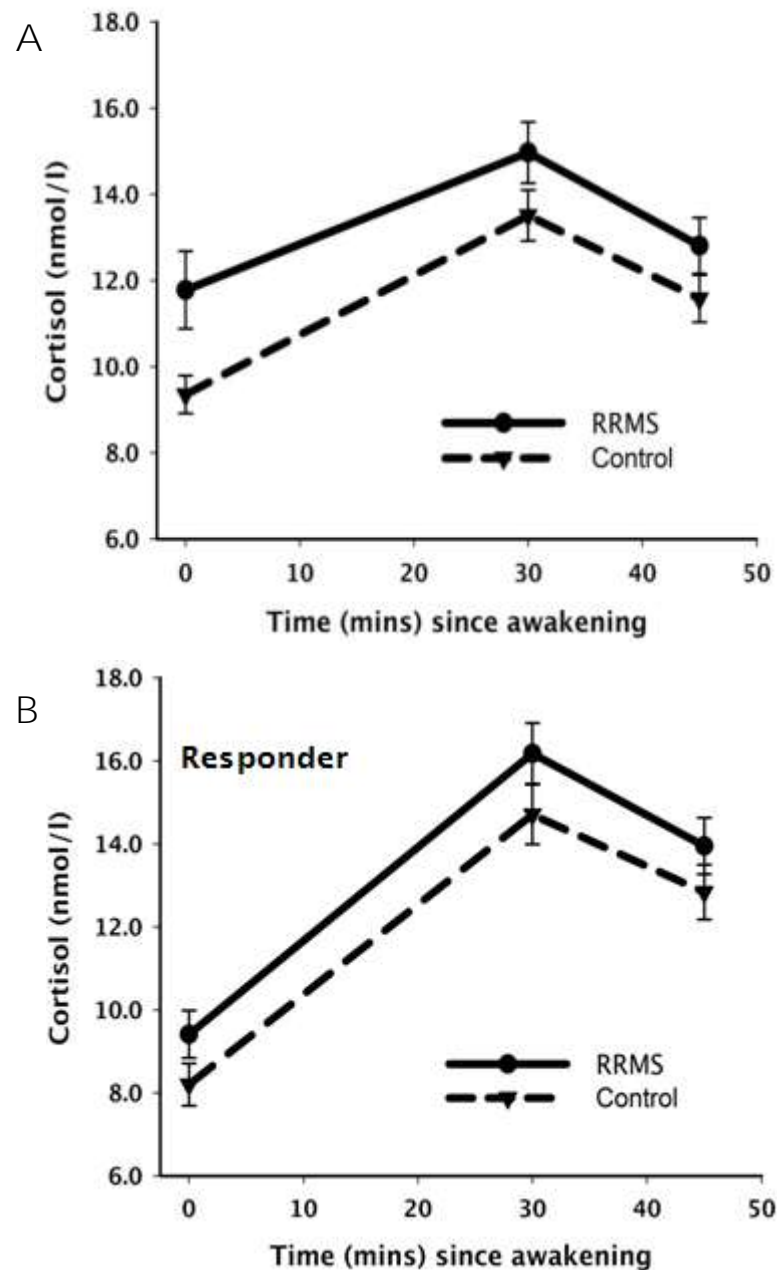 A
18.0
16.0
14.0
12.0
10.0
8.0
6.0
Cortisol (nmol/l)
RRMS
Control
0 10 20 30 40 50
Time (mins) since awakening
B
18.0
16.0
14.0
12.0
10.0
8.0
6.0
Cortisol (nmol/l)
Responder
RRMS
Control
0 10 20 30 40 50
Time (mins) since awakening